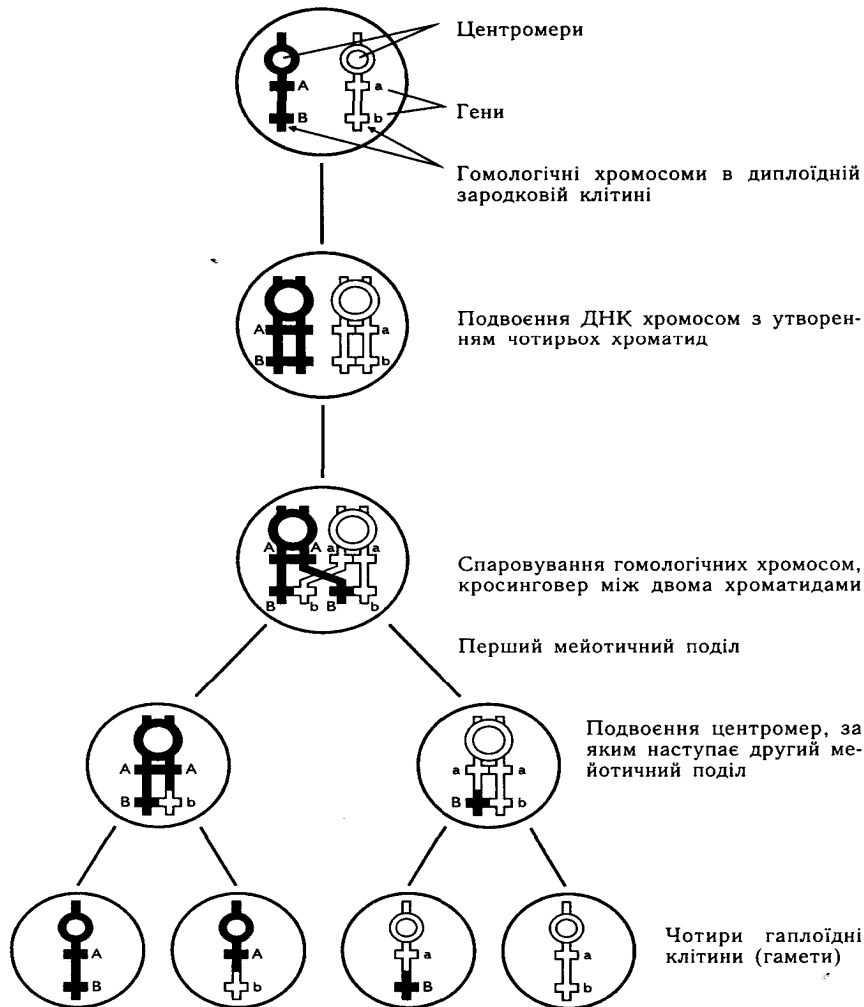 Центромери
A a
Гени
B b
Гомологічні хромосоми в диплоїдній
зародковій клітині
Подвоєння ДНК хромосом з утворен-
ням чотирьох хроматид
A a
B b
A A a a
Спаровування гомологічних хромосом,
кросинговер між двома хроматидами
B b B b
Перший мейотичний поділ
Подвоєння центромер, за
яким наступає другий ме-
йотичний поділ
A A a a
B b B b
A A a a
Чотири гаплоїдні
клітини (гамети)
B b B b